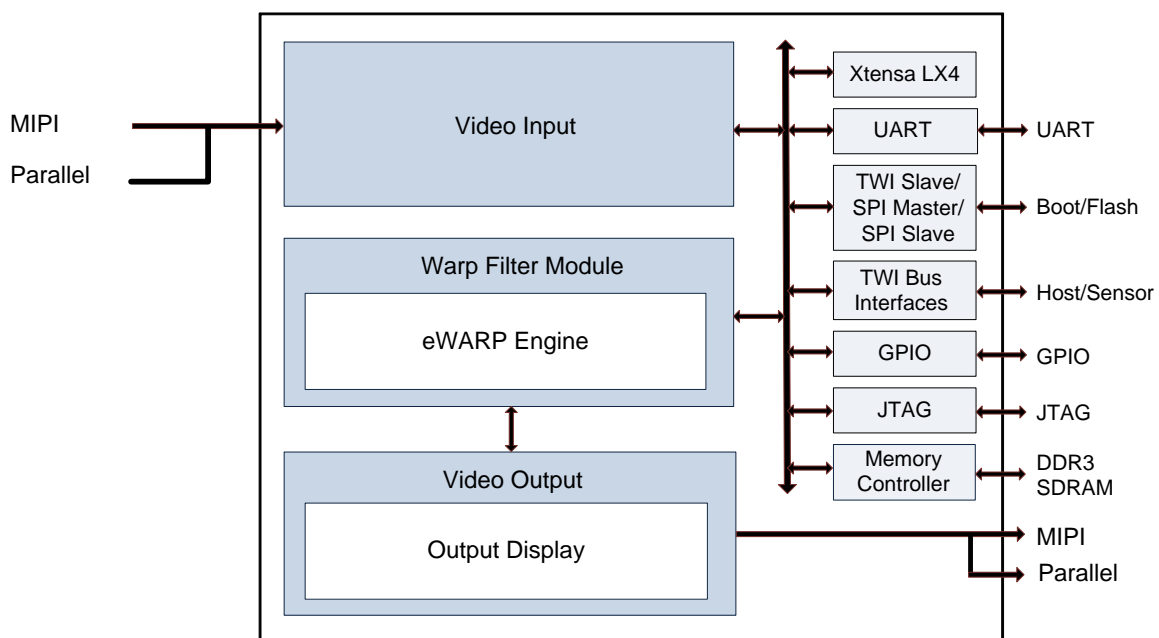 MIPI
Parallel
Video Input
Warp Filter Module
eWARP Engine
Video Output
Output Display
Xtensa LX4
UART
UART
TWI Slave/
SPI Master/
SPI Slave
Boot/Flash
TWI Bus
Interfaces
Host/Sensor
GPIO
GPIO
JTAG
JTAG
Memory
Controller
DDR3
SDRAM
MIPI
Parallel